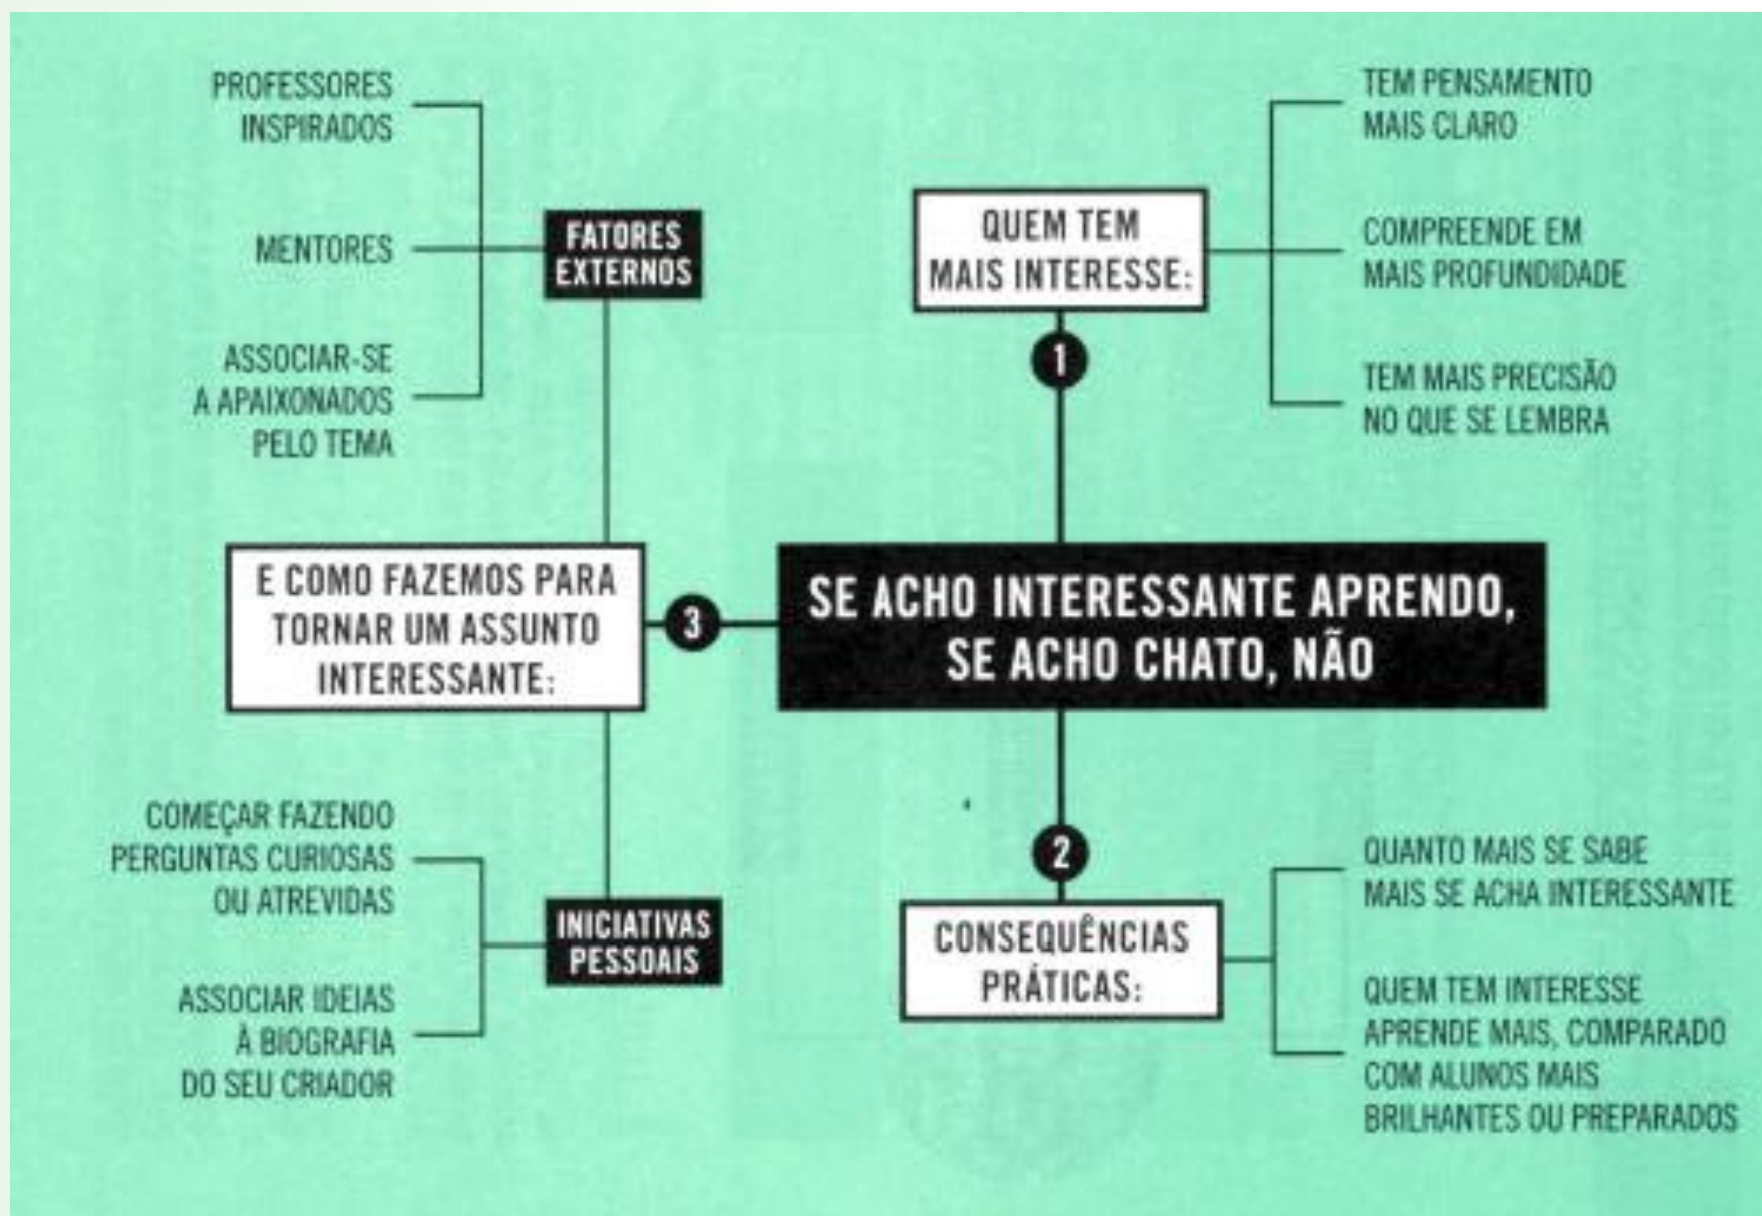 SE ACHO INTERESSANTE APRENDO,
SE ACHO CHATO, NÃO
1
QUEM TEM
MAIS INTERESSE:
TEM PENSAMENTO
MAIS CLARO
COMPREENDE EM
MAIS PROFUNDIDADE
TEM MAIS PRECISÃO
NO QUE SE LEMBRA
2
CONSEQUÊNCIAS
PRÁTICAS:
QUANTO MAIS SE SABE
MAIS SE ACHA INTERESSANTE
QUEM TEM INTERESSE
APRENDE MAIS, COMPARADO
COM ALUNOS MAIS
BRILHANTES OU PREPARADOS
3
E COMO FAZEMOS PARA
TORNAR UM ASSUNTO
INTERESSANTE:
FATORES
EXTERNOS
PROFESSORES
INSPIRADOS
MENTORES
ASSOCIAR-SE
A APAIXONADOS
PELO TEMA
INICIATIVAS
PESSOAIS
COMEÇAR FAZENDO
PERGUNTAS CURIOSAS
OU ATREVIDAS
ASSOCIAR IDEIAS
À BIOGRAFIA
DO SEU CRIADOR